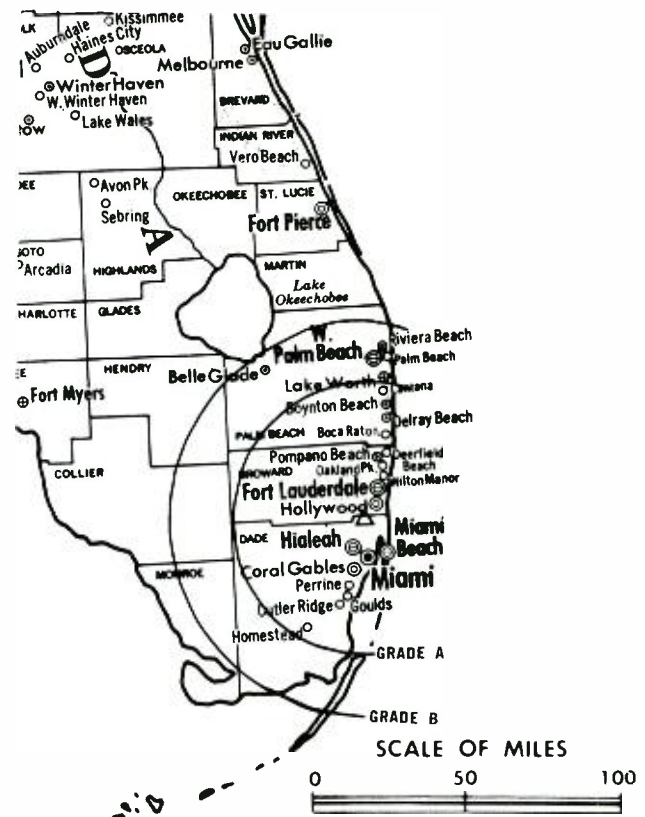 Kissimmee
Auburndale
Haines City
OSCEOLA
D
Eau Gallie
Melbourne
Winter Haven
W. Winter Haven
Lake Wales
BREVARD
INDIAN RIVER
Vero Beach
Avon Pk.
OKEECHOBEE
ST. LUCIE
Sebring
Fort Pierce
A
Arcadia
HIGHLANDS
MARTIN
Lake
Okeechobee
GLADES
W.
Palm Beach
Riviera Beach
Palm Beach
HENDRY
Belle Glade
Lake Worth
Lantana
Fort Myers
Boynton Beach
Delray Beach
PALM BEACH
Boca Raton
Pompano Beach
Deerfield
Beach
COLLIER
BROWARD
Oakland Pk.
Wilton Manor
Fort Lauderdale
Hollywood
DADE
Hialeah
Miami
Beach
Coral Gables
Miami
MONROE
Perrine
Cutler Ridge
Goulds
Homestead
GRADE A
GRADE B
SCALE OF MILES
0 50 100